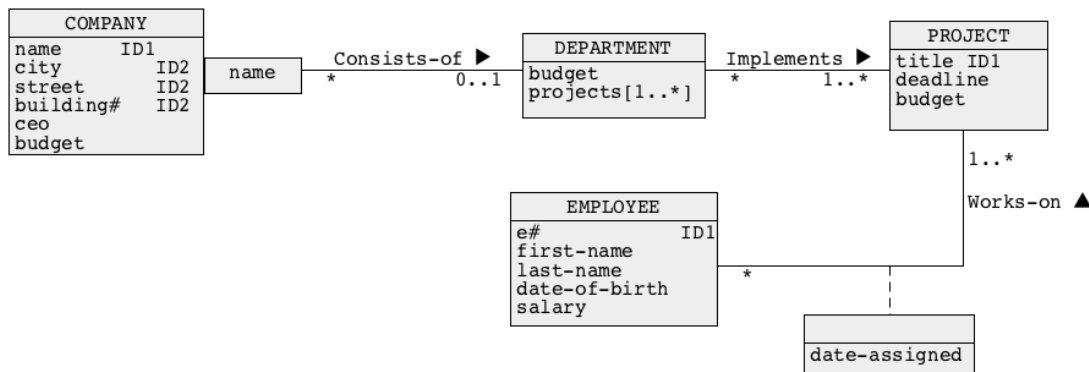 COMPANY
name ID1
city ID2
street ID2
building# ID2
ceo
budget
name
Consists-of ▶
* 0..1
DEPARTMENT
budget
projects[1..*]
Implements ▶
* 1..*
PROJECT
title ID1
deadline
budget
1..*
Works-on ▲
EMPLOYEE
e# ID1
first-name
last-name
date-of-birth
salary
*
date-assigned